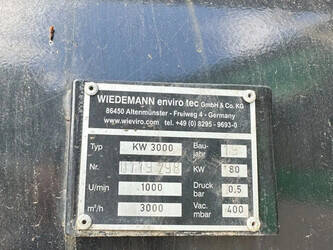 WIEDEMANN enviro tec GmbH & Co. KG
86450 Altenmünster - Fruiweg 4 - Germany
www.wieviro.com tel. +49 (0) 8295 - 9693-0
Typ KW 3000 Bau-jahr
Nr. KW 80
U/min 1000 Druck bar 0.5
m³/h 3000 Vac. mbar 400